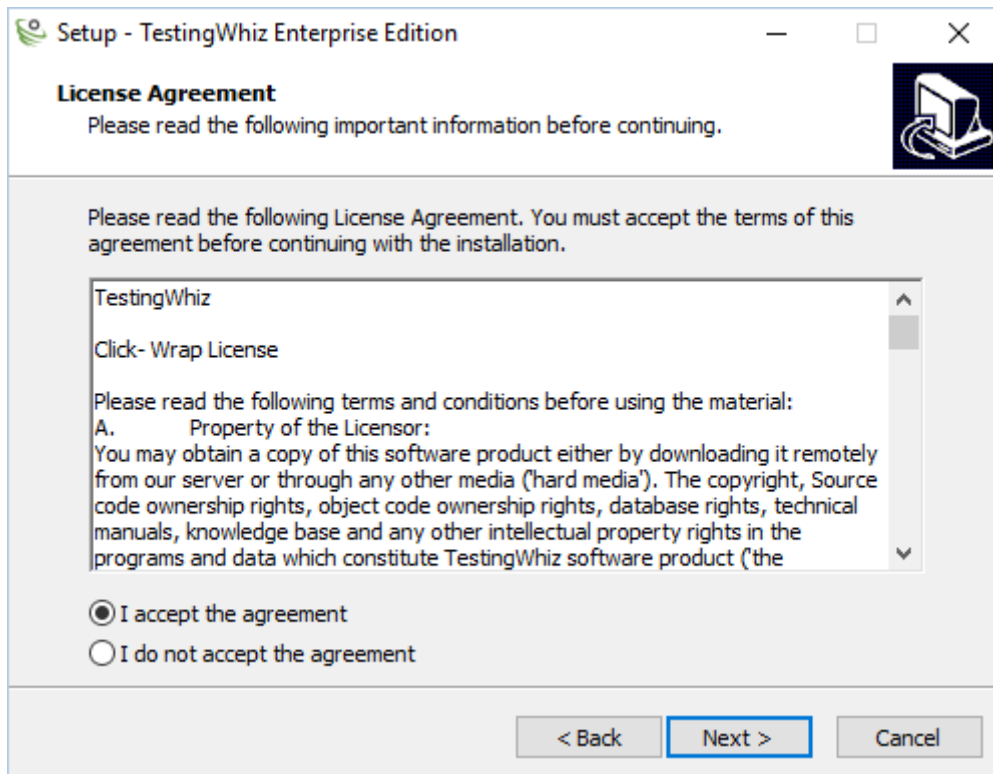 Setup - TestingWhiz Enterprise Edition
License Agreement
Please read the following important information before continuing.
Please read the following License Agreement. You must accept the terms of this
agreement before continuing with the installation.
TestingWhiz
Click- Wrap License
Please read the following terms and conditions before using the material:
A. Property of the Licensor:
You may obtain a copy of this software product either by downloading it remotely
from our server or through any other media ('hard media'). The copyright, Source
code ownership rights, object code ownership rights, database rights, technical
manuals, knowledge base and any other intellectual property rights in the
programs and data which constitute TestingWhiz software product ('the
I accept the agreement
I do not accept the agreement
< Back Next > Cancel